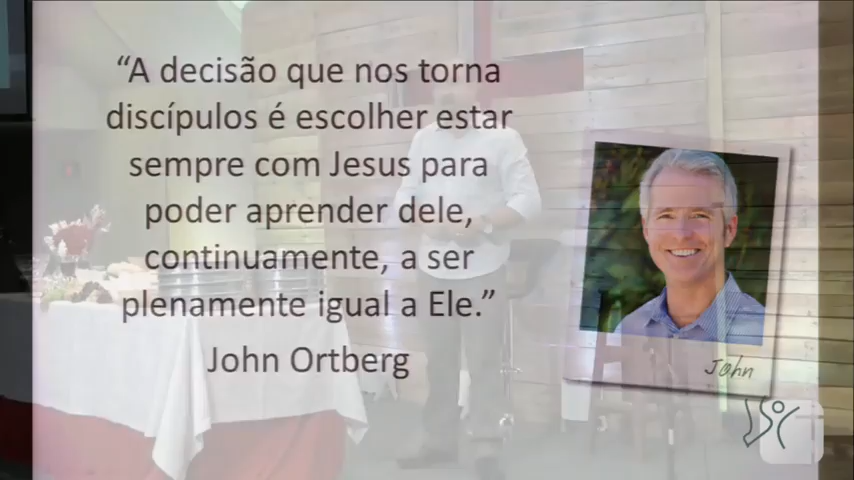 “A decisão que nos torna
discípulos é escolher estar
sempre com Jesus para
poder aprender dele,
continuamente, a ser
plenamente igual a Ele.”
John Ortberg
John